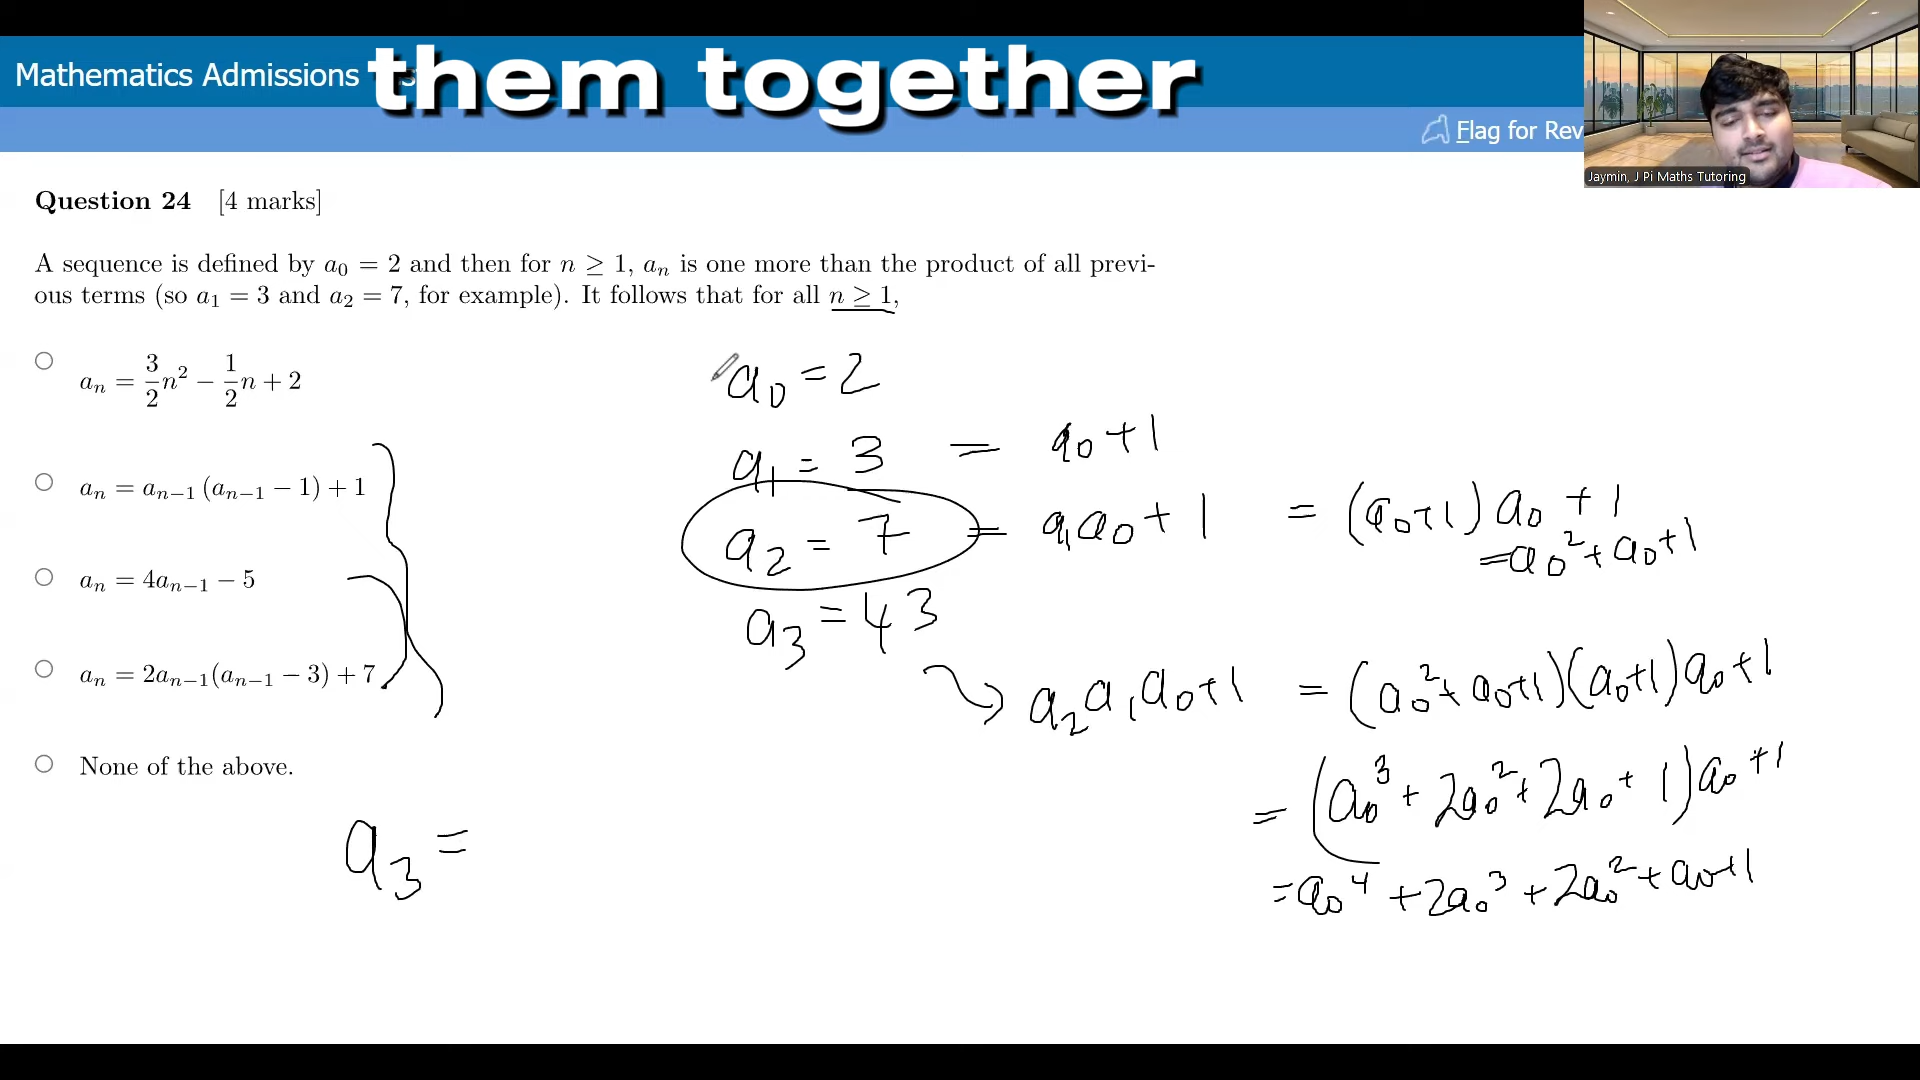 Mathematics Admissions
them together
Flag for Rev
Jaymin, J Pi Maths Tutoring
Question 24 [4 marks]
A sequence is defined by a₀ = 2 and then for n ≥ 1, aₙ is one more than the product of all previ-
ous terms (so a₁ = 3 and a₂ = 7, for example). It follows that for all n ≥ 1,
aₙ = 3/2 n² − 1/2 n + 2
aₙ = aₙ₋₁ (aₙ₋₁ − 1) + 1
aₙ = 4aₙ₋₁ − 5
aₙ = 2aₙ₋₁(aₙ₋₁ − 3) + 7
None of the above.
a₃ =
a₀ = 2
a₁ = 3 = a₀+1
a₂ = 7 = a₁a₀+1 = (a₀+1)a₀+1
= a₀²+a₀+1
a₃ = 43
a₂a₁a₀+1 = (a₀²+a₀+1)(a₀+1)a₀+1
= (a₀³+2a₀²+2a₀+1)a₀+1
= a₀⁴+2a₀³+2a₀²+a₀+1